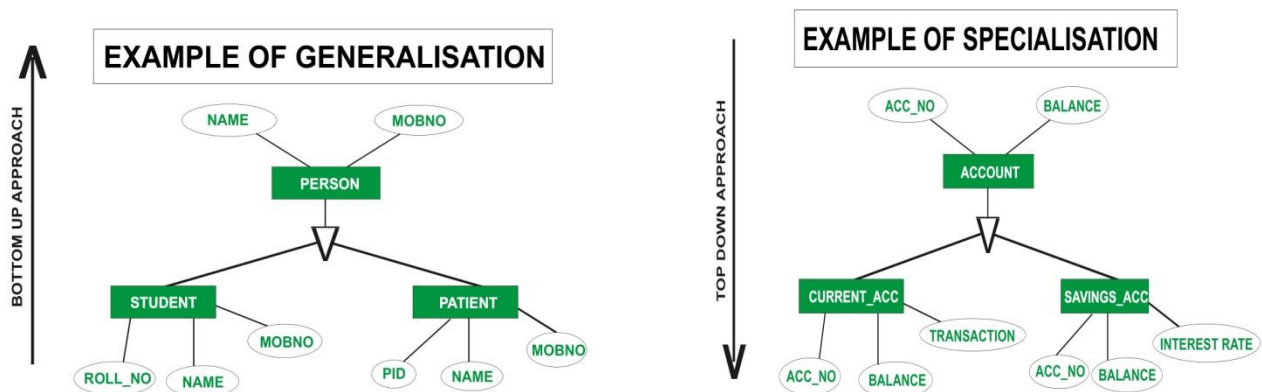 EXAMPLE OF GENERALISATION
BOTTOM UP APPROACH
NAME
MOBNO
PERSON
STUDENT
PATIENT
ROLL_NO
NAME
MOBNO
PID
NAME
MOBNO
EXAMPLE OF SPECIALISATION
TOP DOWN APPROACH
ACC_NO
BALANCE
ACCOUNT
CURRENT_ACC
SAVINGS_ACC
ACC_NO
BALANCE
TRANSACTION
ACC_NO
BALANCE
INTEREST RATE